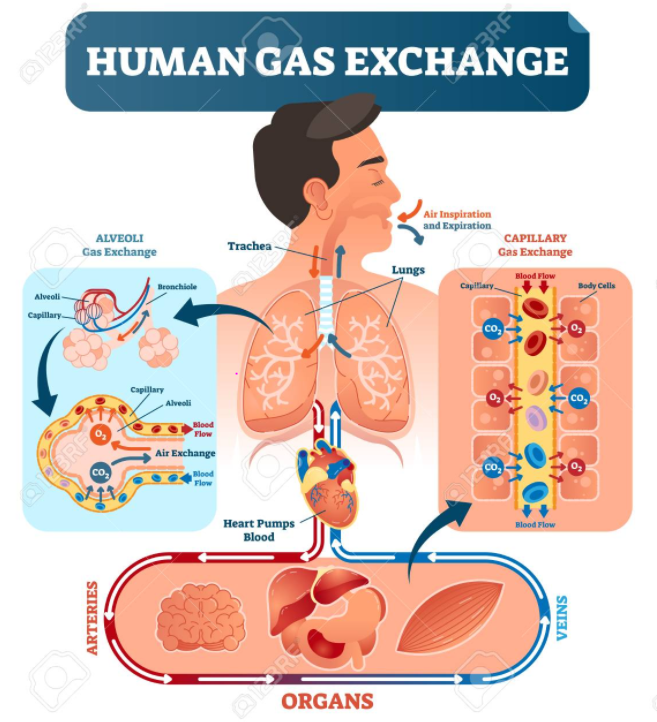 HUMAN GAS EXCHANGE
Air Inspiration
and Expiration
Trachea
Lungs
ALVEOLI
Gas Exchange
Alveoli
Bronchiole
Capillary
Capillary
Alveoli
O2
Blood
Flow
Air Exchange
CO2
Blood
Flow
CAPILLARY
Gas Exchange
Blood Flow
Capillary
Body Cells
CO2
O2
O2
CO2
CO2
O2
Blood Flow
Heart Pumps
Blood
ARTERIES
VEINS
ORGANS
123RF